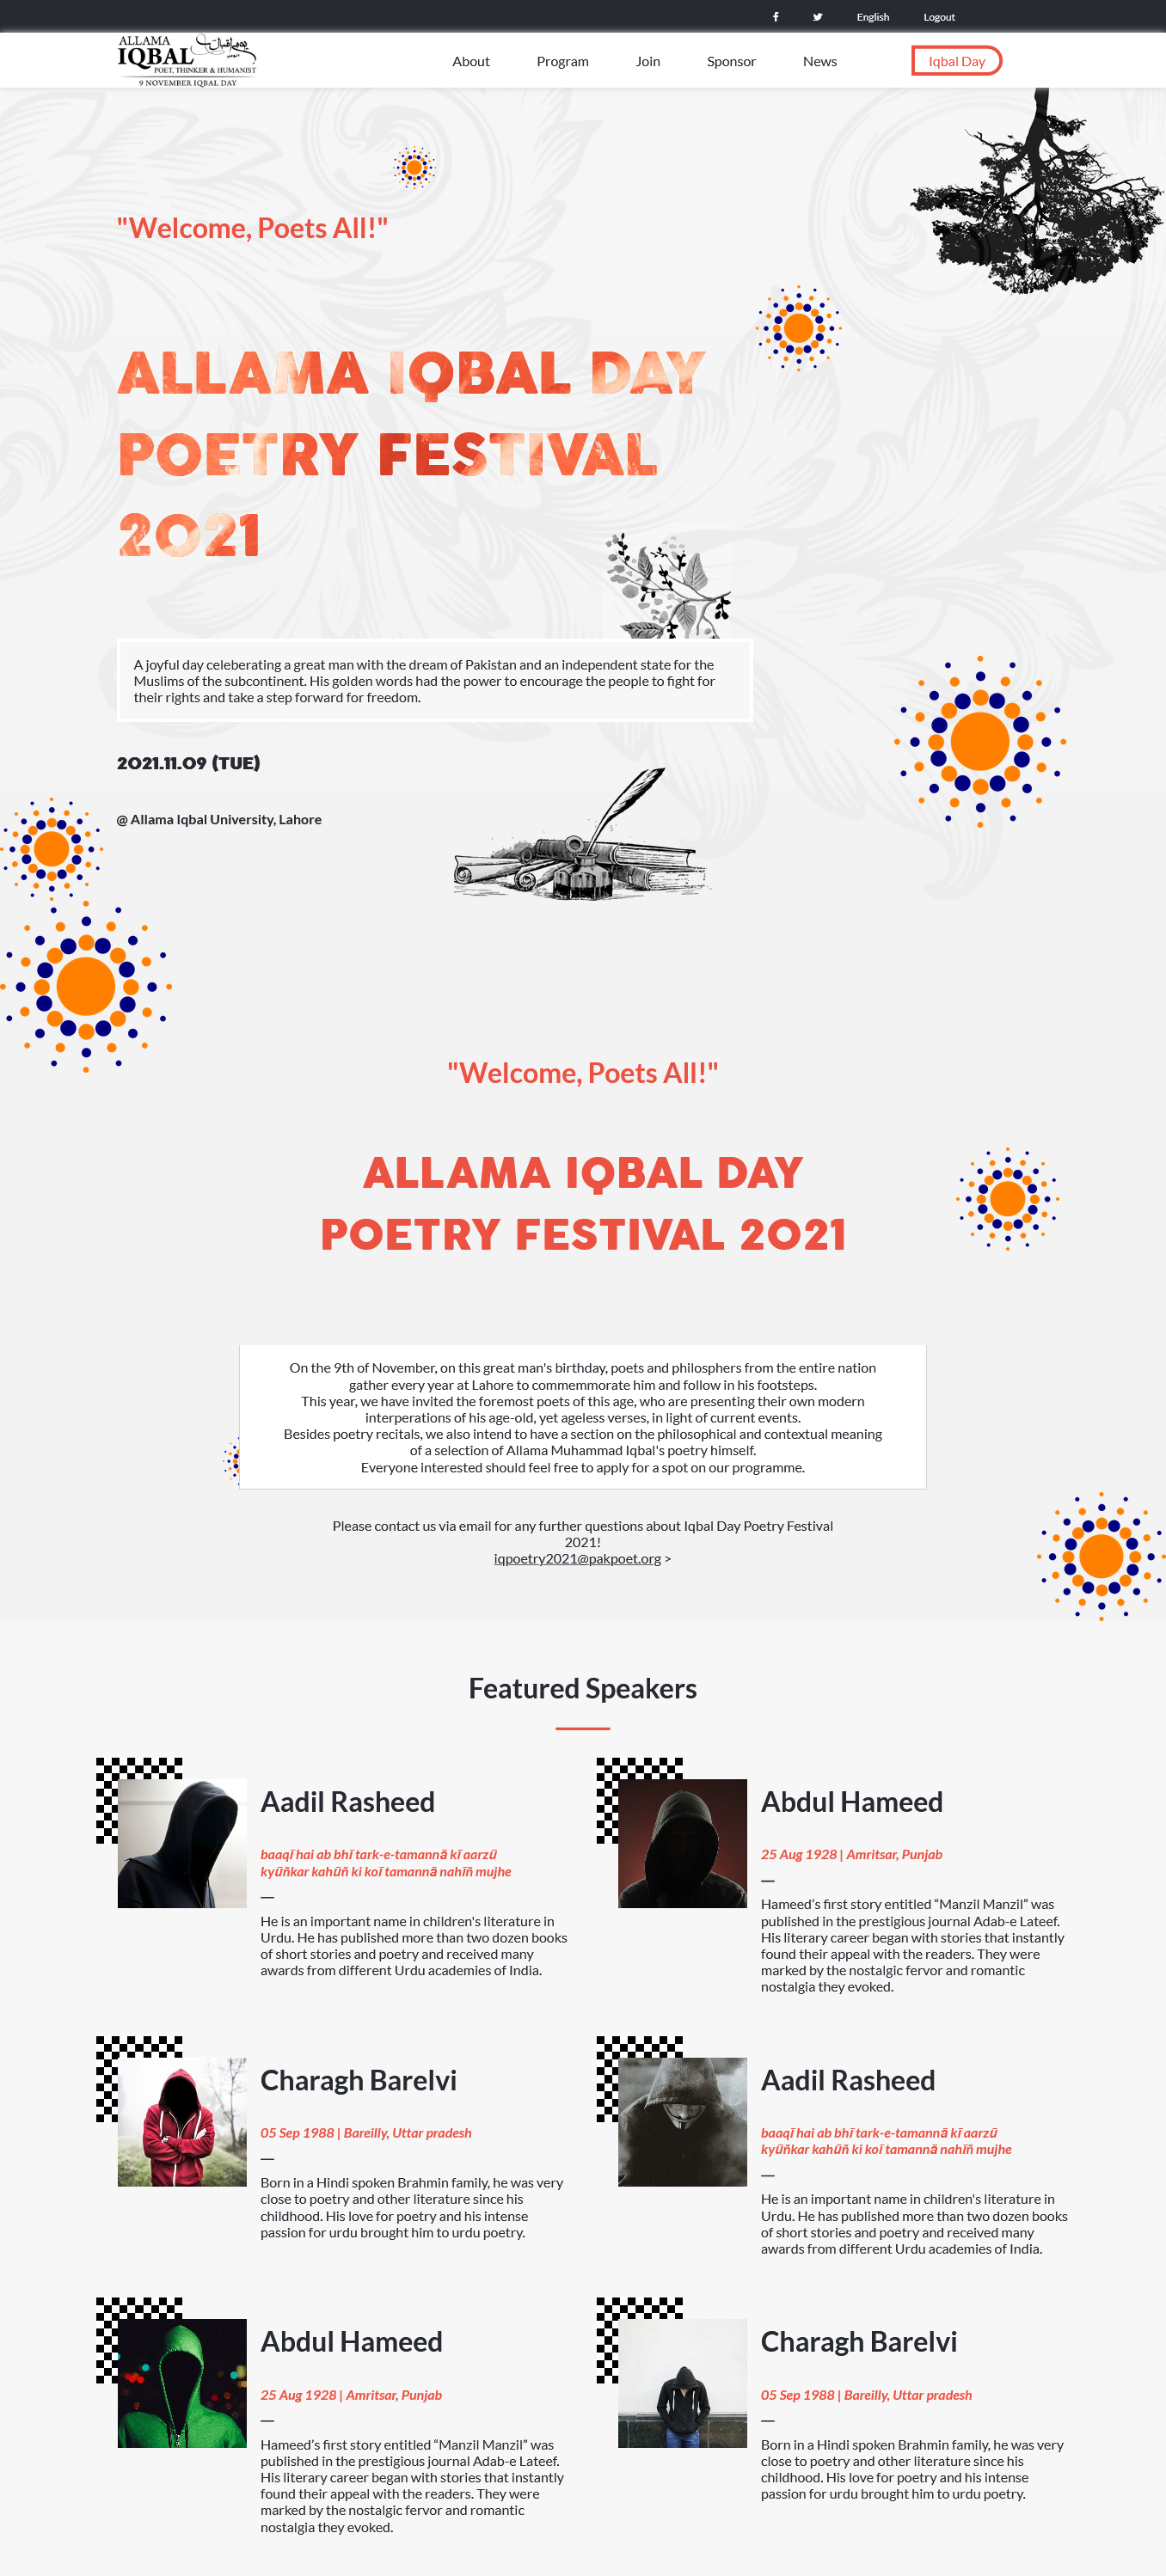 English
Logout
ALLAMA
IQBAL
POET, THINKER & HUMANIST
9 NOVEMBER IQBAL DAY
About
Program
Join
Sponsor
News
Iqbal Day
"Welcome, Poets All!"
ALLAMA IQBAL DAY
POETRY FESTIVAL
2021
A joyful day celeberating a great man with the dream of Pakistan and an independent state for the
Muslims of the subcontinent. His golden words had the power to encourage the people to fight for
their rights and take a step forward for freedom.
2021.11.09 (TUE)
@ Allama Iqbal University, Lahore
"Welcome, Poets All!"
ALLAMA IQBAL DAY
POETRY FESTIVAL 2021
On the 9th of November, on this great man's birthday, poets and philosphers from the entire nation
gather every year at Lahore to commemmorate him and follow in his footsteps.
This year, we have invited the foremost poets of this age, who are presenting their own modern
interperations of his age-old, yet ageless verses, in light of current events.
Besides poetry recitals, we also intend to have a section on the philosophical and contextual meaning
of a selection of Allama Muhammad Iqbal's poetry himself.
Everyone interested should feel free to apply for a spot on our programme.
Please contact us via email for any further questions about Iqbal Day Poetry Festival
2021!
iqpoetry2021@pakpoet.org >
Featured Speakers
Aadil Rasheed
baaqī hai ab bhī tark-e-tamannā kī aarzū
kyūñkar kahūñ ki koī tamannā nahīñ mujhe
He is an important name in children's literature in
Urdu. He has published more than two dozen books
of short stories and poetry and received many
awards from different Urdu academies of India.
Abdul Hameed
25 Aug 1928 | Amritsar, Punjab
Hameed’s first story entitled “Manzil Manzil” was
published in the prestigious journal Adab-e Lateef.
His literary career began with stories that instantly
found their appeal with the readers. They were
marked by the nostalgic fervor and romantic
nostalgia they evoked.
Charagh Barelvi
05 Sep 1988 | Bareilly, Uttar pradesh
Born in a Hindi spoken Brahmin family, he was very
close to poetry and other literature since his
childhood. His love for poetry and his intense
passion for urdu brought him to urdu poetry.
Aadil Rasheed
baaqī hai ab bhī tark-e-tamannā kī aarzū
kyūñkar kahūñ ki koī tamannā nahīñ mujhe
He is an important name in children's literature in
Urdu. He has published more than two dozen books
of short stories and poetry and received many
awards from different Urdu academies of India.
Abdul Hameed
25 Aug 1928 | Amritsar, Punjab
Hameed’s first story entitled “Manzil Manzil” was
published in the prestigious journal Adab-e Lateef.
His literary career began with stories that instantly
found their appeal with the readers. They were
marked by the nostalgic fervor and romantic
nostalgia they evoked.
Charagh Barelvi
05 Sep 1988 | Bareilly, Uttar pradesh
Born in a Hindi spoken Brahmin family, he was very
close to poetry and other literature since his
childhood. His love for poetry and his intense
passion for urdu brought him to urdu poetry.